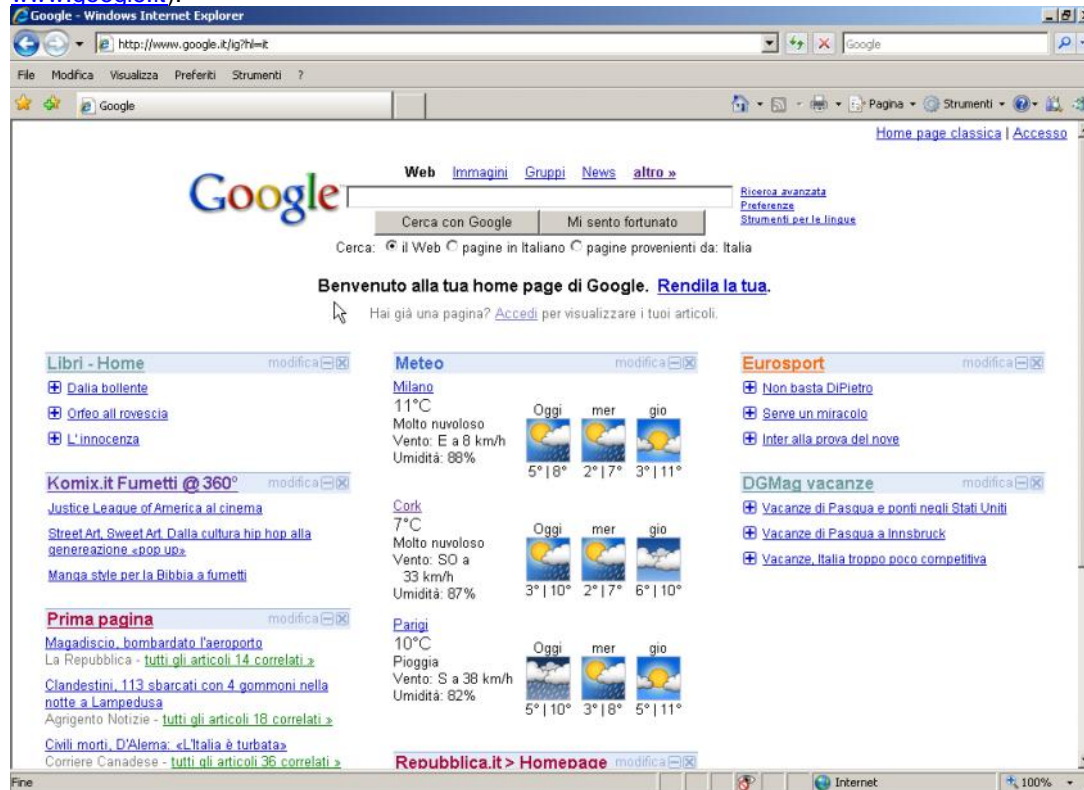 www.google.it).
Google - Windows Internet Explorer
http://www.google.it/ig?hl=it
Google
File Modifica Visualizza Preferiti Strumenti ?
Google
Pagina Strumenti
Home page classica | Accesso
Google
Web Immagini Gruppi News altro »
Ricerca avanzata
Preferenze
Strumenti per le lingue
Cerca con Google Mi sento fortunato
Cerca: il Web pagine in Italiano pagine provenienti da: Italia
Benvenuto alla tua home page di Google. Rendila la tua.
Hai già una pagina? Accedi per visualizzare i tuoi articoli.
Libri - Home modifica
Dalia bollente
Orfeo all rovescia
L'innocenza
Komix.it Fumetti @ 360° modifica
Justice League of America al cinema
Street Art, Sweet Art. Dalla cultura hip hop alla
genereazione «pop up»
Manga style per la Bibbia a fumetti
Prima pagina modifica
Magadiscio, bombardato l'aeroporto
La Repubblica - tutti gli articoli 14 correlati »
Clandestini, 113 sbarcati con 4 gommoni nella
notte a Lampedusa
Agrigento Notizie - tutti gli articoli 18 correlati »
Civili morti, D'Alema: «L'Italia è turbata»
Corriere Canadese - tutti gli articoli 36 correlati »
Meteo modifica
Milano
11°C
Molto nuvoloso
Vento: E a 8 km/h
Umidità: 88%
Oggi mer gio
5°|8° 2°|7° 3°|11°
Cork
7°C
Molto nuvoloso
Vento: SO a
33 km/h
Umidità: 87%
Oggi mer gio
3°|10° 2°|7° 6°|10°
Parigi
10°C
Pioggia
Vento: S a 38 km/h
Umidità: 82%
Oggi mer gio
5°|10° 3°|8° 5°|11°
Repubblica.it > Homepage modifica
Eurosport modifica
Non basta DiPietro
Serve un miracolo
Inter alla prova del nove
DGMag vacanze modifica
Vacanze di Pasqua e ponti negli Stati Uniti
Vacanze di Pasqua a Innsbruck
Vacanze, Italia troppo poco competitiva
Fine
Internet
100%